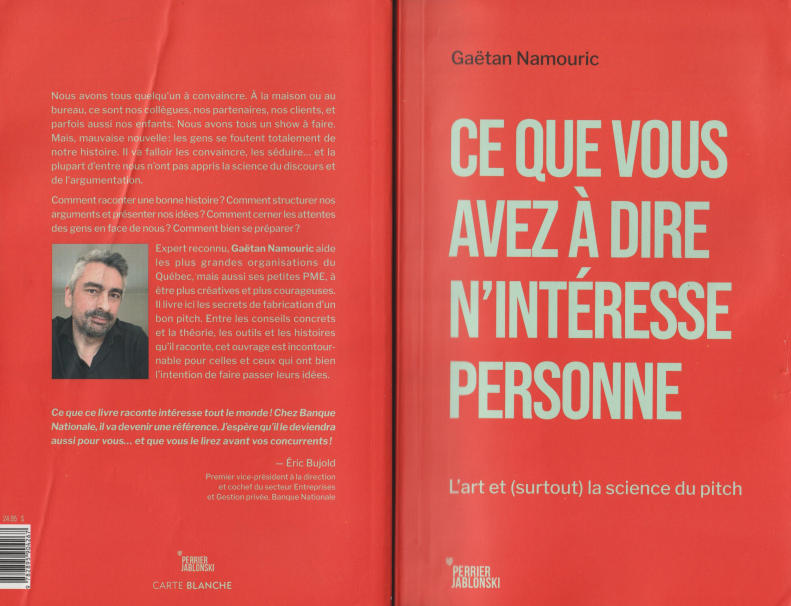 Nous avons tous quelqu'un à convaincre. À la maison ou au
bureau, ce sont nos collègues, nos partenaires, nos clients, et
parfois aussi nos enfants. Nous avons tous un show à faire.
Mais, mauvaise nouvelle : les gens se foutent totalement de
notre histoire. Il va falloir les convaincre, les séduire... et la
plupart d'entre nous n'ont pas appris la science du discours et
de l'argumentation.
Comment raconter une bonne histoire ? Comment structurer nos
arguments et présenter nos idées ? Comment cerner les attentes
des gens en face de nous ? Comment bien se préparer ?
Expert reconnu, Gaëtan Namouric aide
les plus grandes organisations du
Québec, mais aussi ses petites PME, à
être plus créatives et plus courageuses.
Il livre ici les secrets de fabrication d'un
bon pitch. Entre les conseils concrets
et la théorie, les outils et les histoires
qu'il raconte, cet ouvrage est incontour-
nable pour celles et ceux qui ont bien
l'intention de faire passer leurs idées.
Ce que ce livre raconte intéresse tout le monde ! Chez Banque
Nationale, il va devenir une référence. J'espère qu'il le deviendra
aussi pour vous... et que vous le lirez avant vos concurrents !
— Éric Bujold
Premier vice-président à la direction
et cochef du secteur Entreprises
et Gestion privée, Banque Nationale
24.95 $
PERRIER
JABLONSKI
CARTE BLANCHE
Gaëtan Namouric
CE QUE VOUS
AVEZ À DIRE
N'INTÉRESSE
PERSONNE
L'art et (surtout) la science du pitch
PERRIER
JABLONSKI